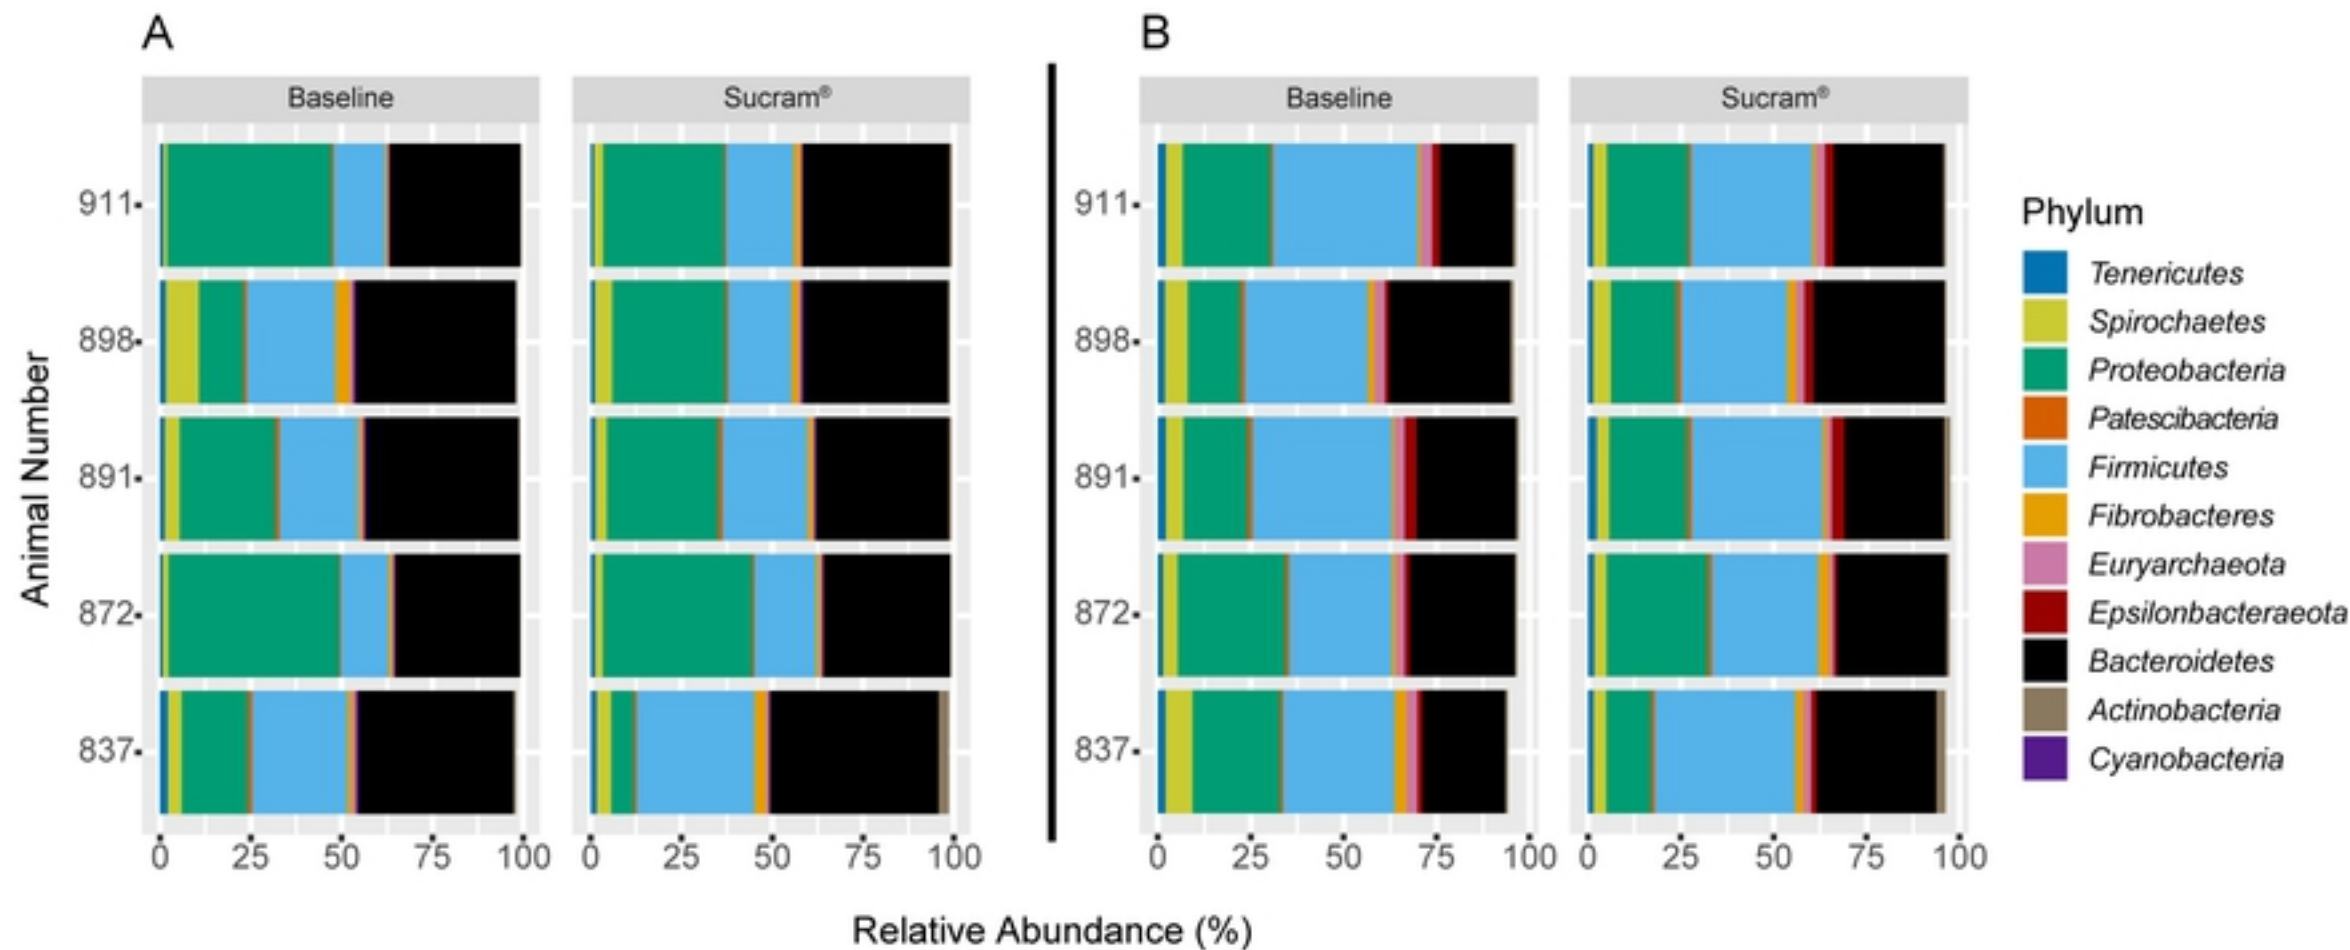 A
B
Baseline
Sucram®
Baseline
Sucram®
Animal Number
911
898
891
872
837
0 25 50 75 100
0 25 50 75 100
911
898
891
872
837
0 25 50 75 100
0 25 50 75 100
Relative Abundance (%)
Phylum
Tenericutes
Spirochaetes
Proteobacteria
Patescibacteria
Firmicutes
Fibrobacteres
Euryarchaeota
Epsilonbacteraeota
Bacteroidetes
Actinobacteria
Cyanobacteria